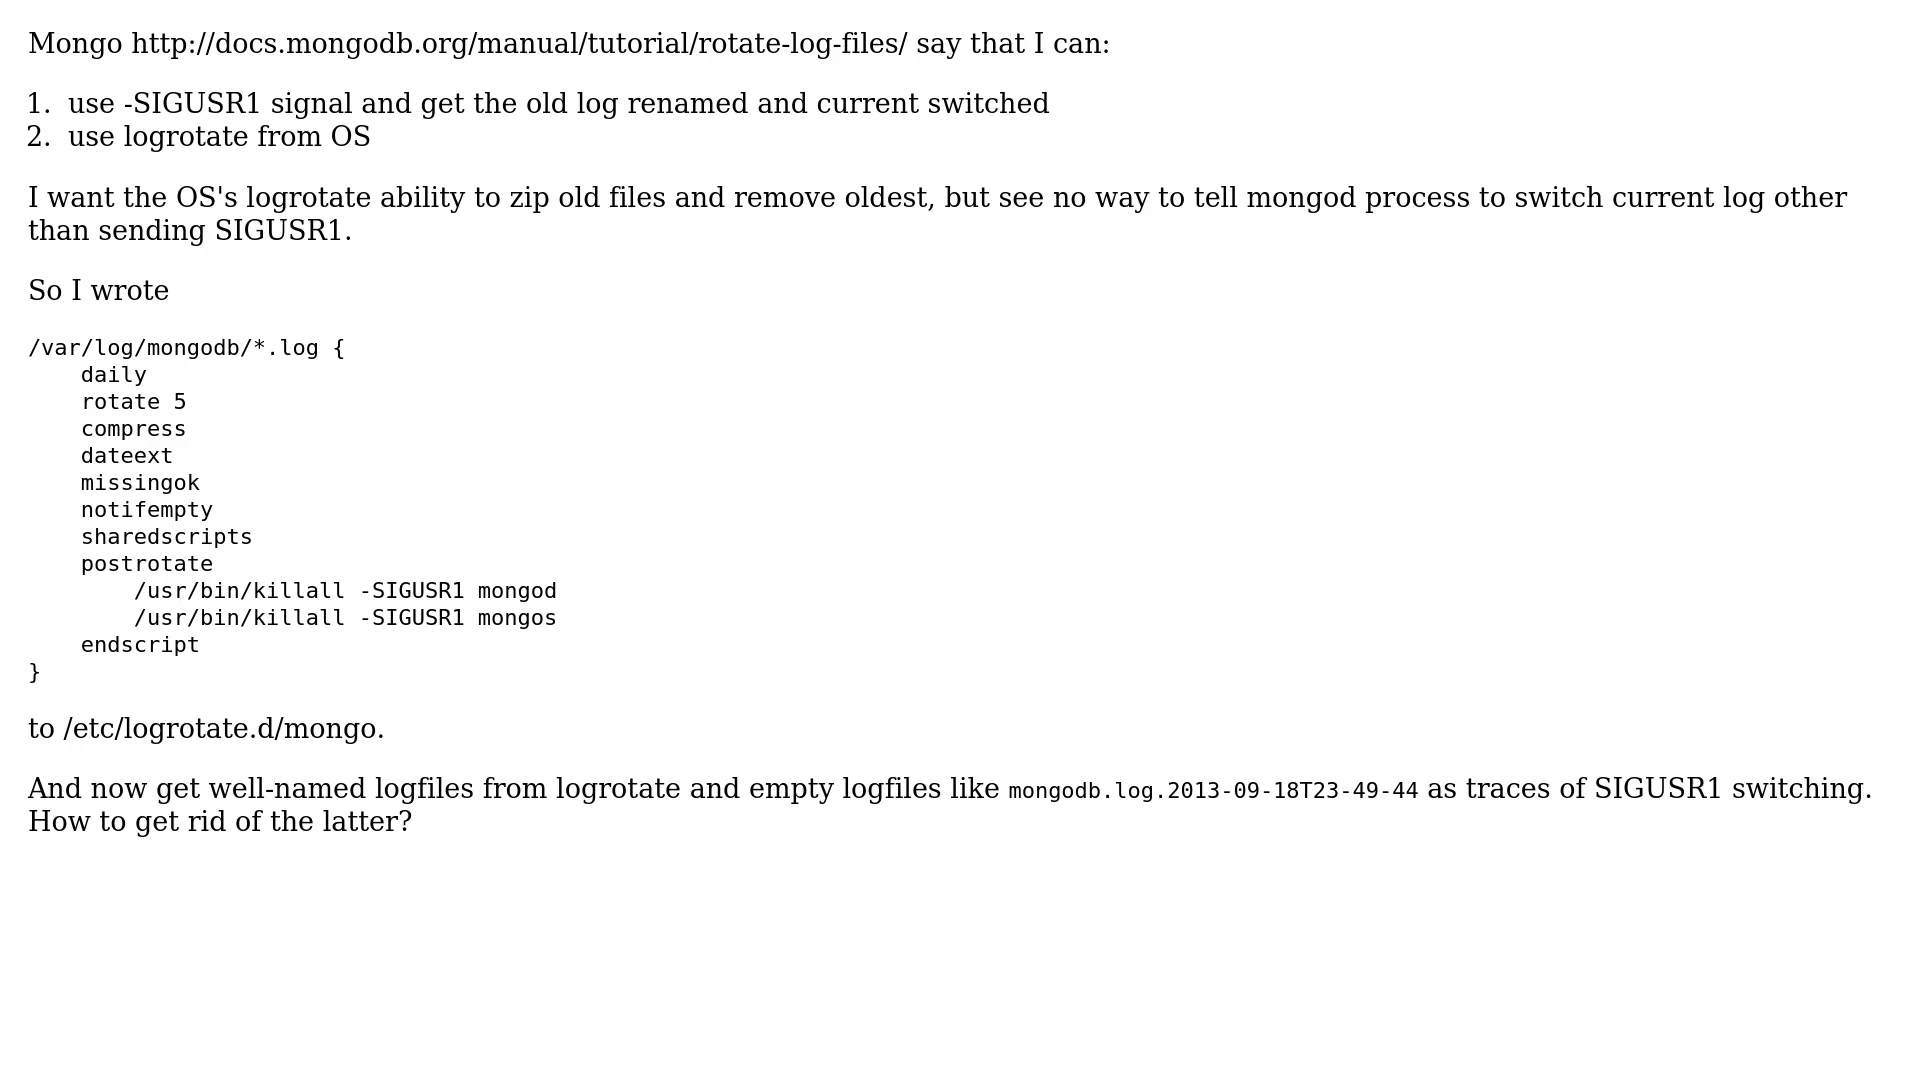 Mongo http://docs.mongodb.org/manual/tutorial/rotate-log-files/ say that I can:
1. use -SIGUSR1 signal and get the old log renamed and current switched
2. use logrotate from OS
I want the OS's logrotate ability to zip old files and remove oldest, but see no way to tell mongod process to switch current log other
than sending SIGUSR1.
So I wrote
/var/log/mongodb/*.log {
    daily
    rotate 5
    compress
    dateext
    missingok
    notifempty
    sharedscripts
    postrotate
        /usr/bin/killall -SIGUSR1 mongod
        /usr/bin/killall -SIGUSR1 mongos
    endscript
}
to /etc/logrotate.d/mongo.
And now get well-named logfiles from logrotate and empty logfiles like mongodb.log.2013-09-18T23-49-44 as traces of SIGUSR1 switching.
How to get rid of the latter?